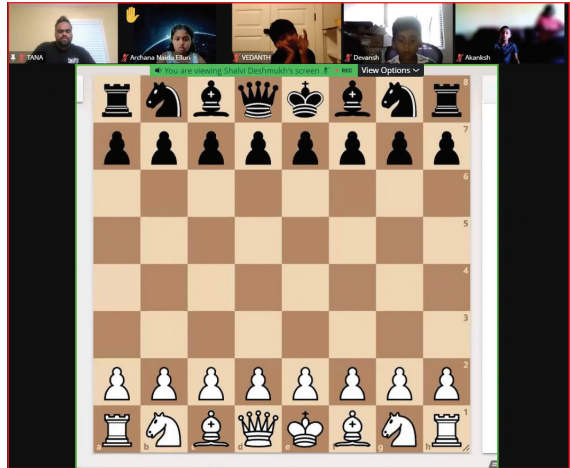 TANA
Archana Naidu Elluri
VEDANTH
Devansh
Akanksh
You are viewing Shalvi Deshmukh's screen
REC
View Options
8
7
6
5
4
3
2
1
a b c d e f g h